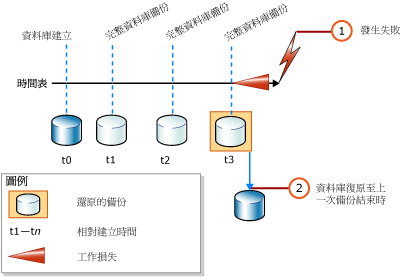 資料庫建立
完整資料庫備份
完整資料庫備份
完整資料庫備份
1
發生失敗
時間表
t0
t1
t2
t3
2
資料庫復原至上
一次備份結束時
圖例
還原的備份
t1—tn
相對建立時間
工作損失